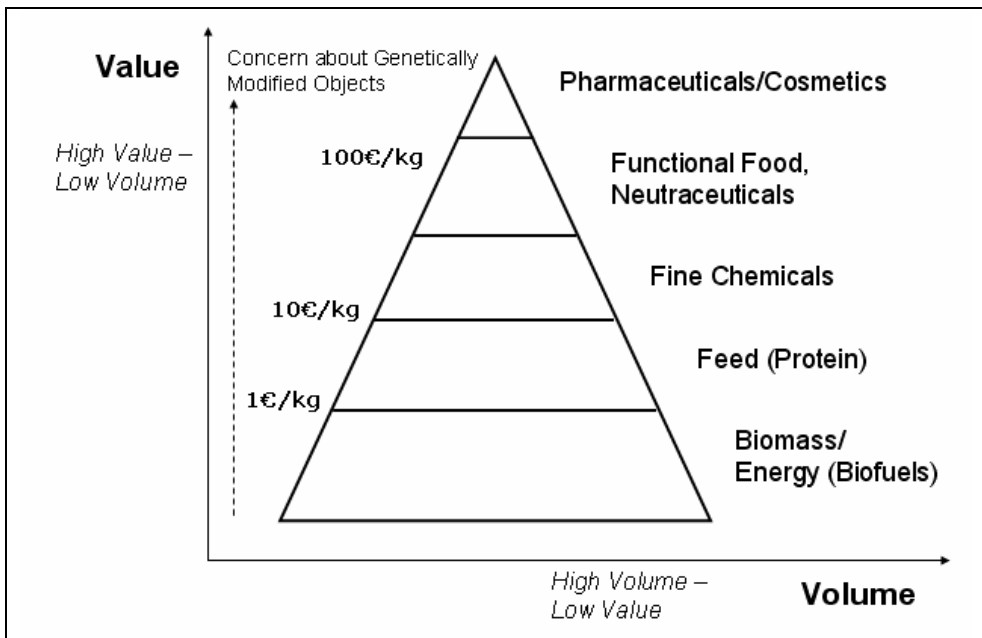 Value
Concern about Genetically
Modified Objects
Pharmaceuticals/Cosmetics
High Value –
Low Volume
100€/kg
Functional Food,
Neutraceuticals
Fine Chemicals
10€/kg
Feed (Protein)
1€/kg
Biomass/
Energy (Biofuels)
High Volume –
Low Value
Volume